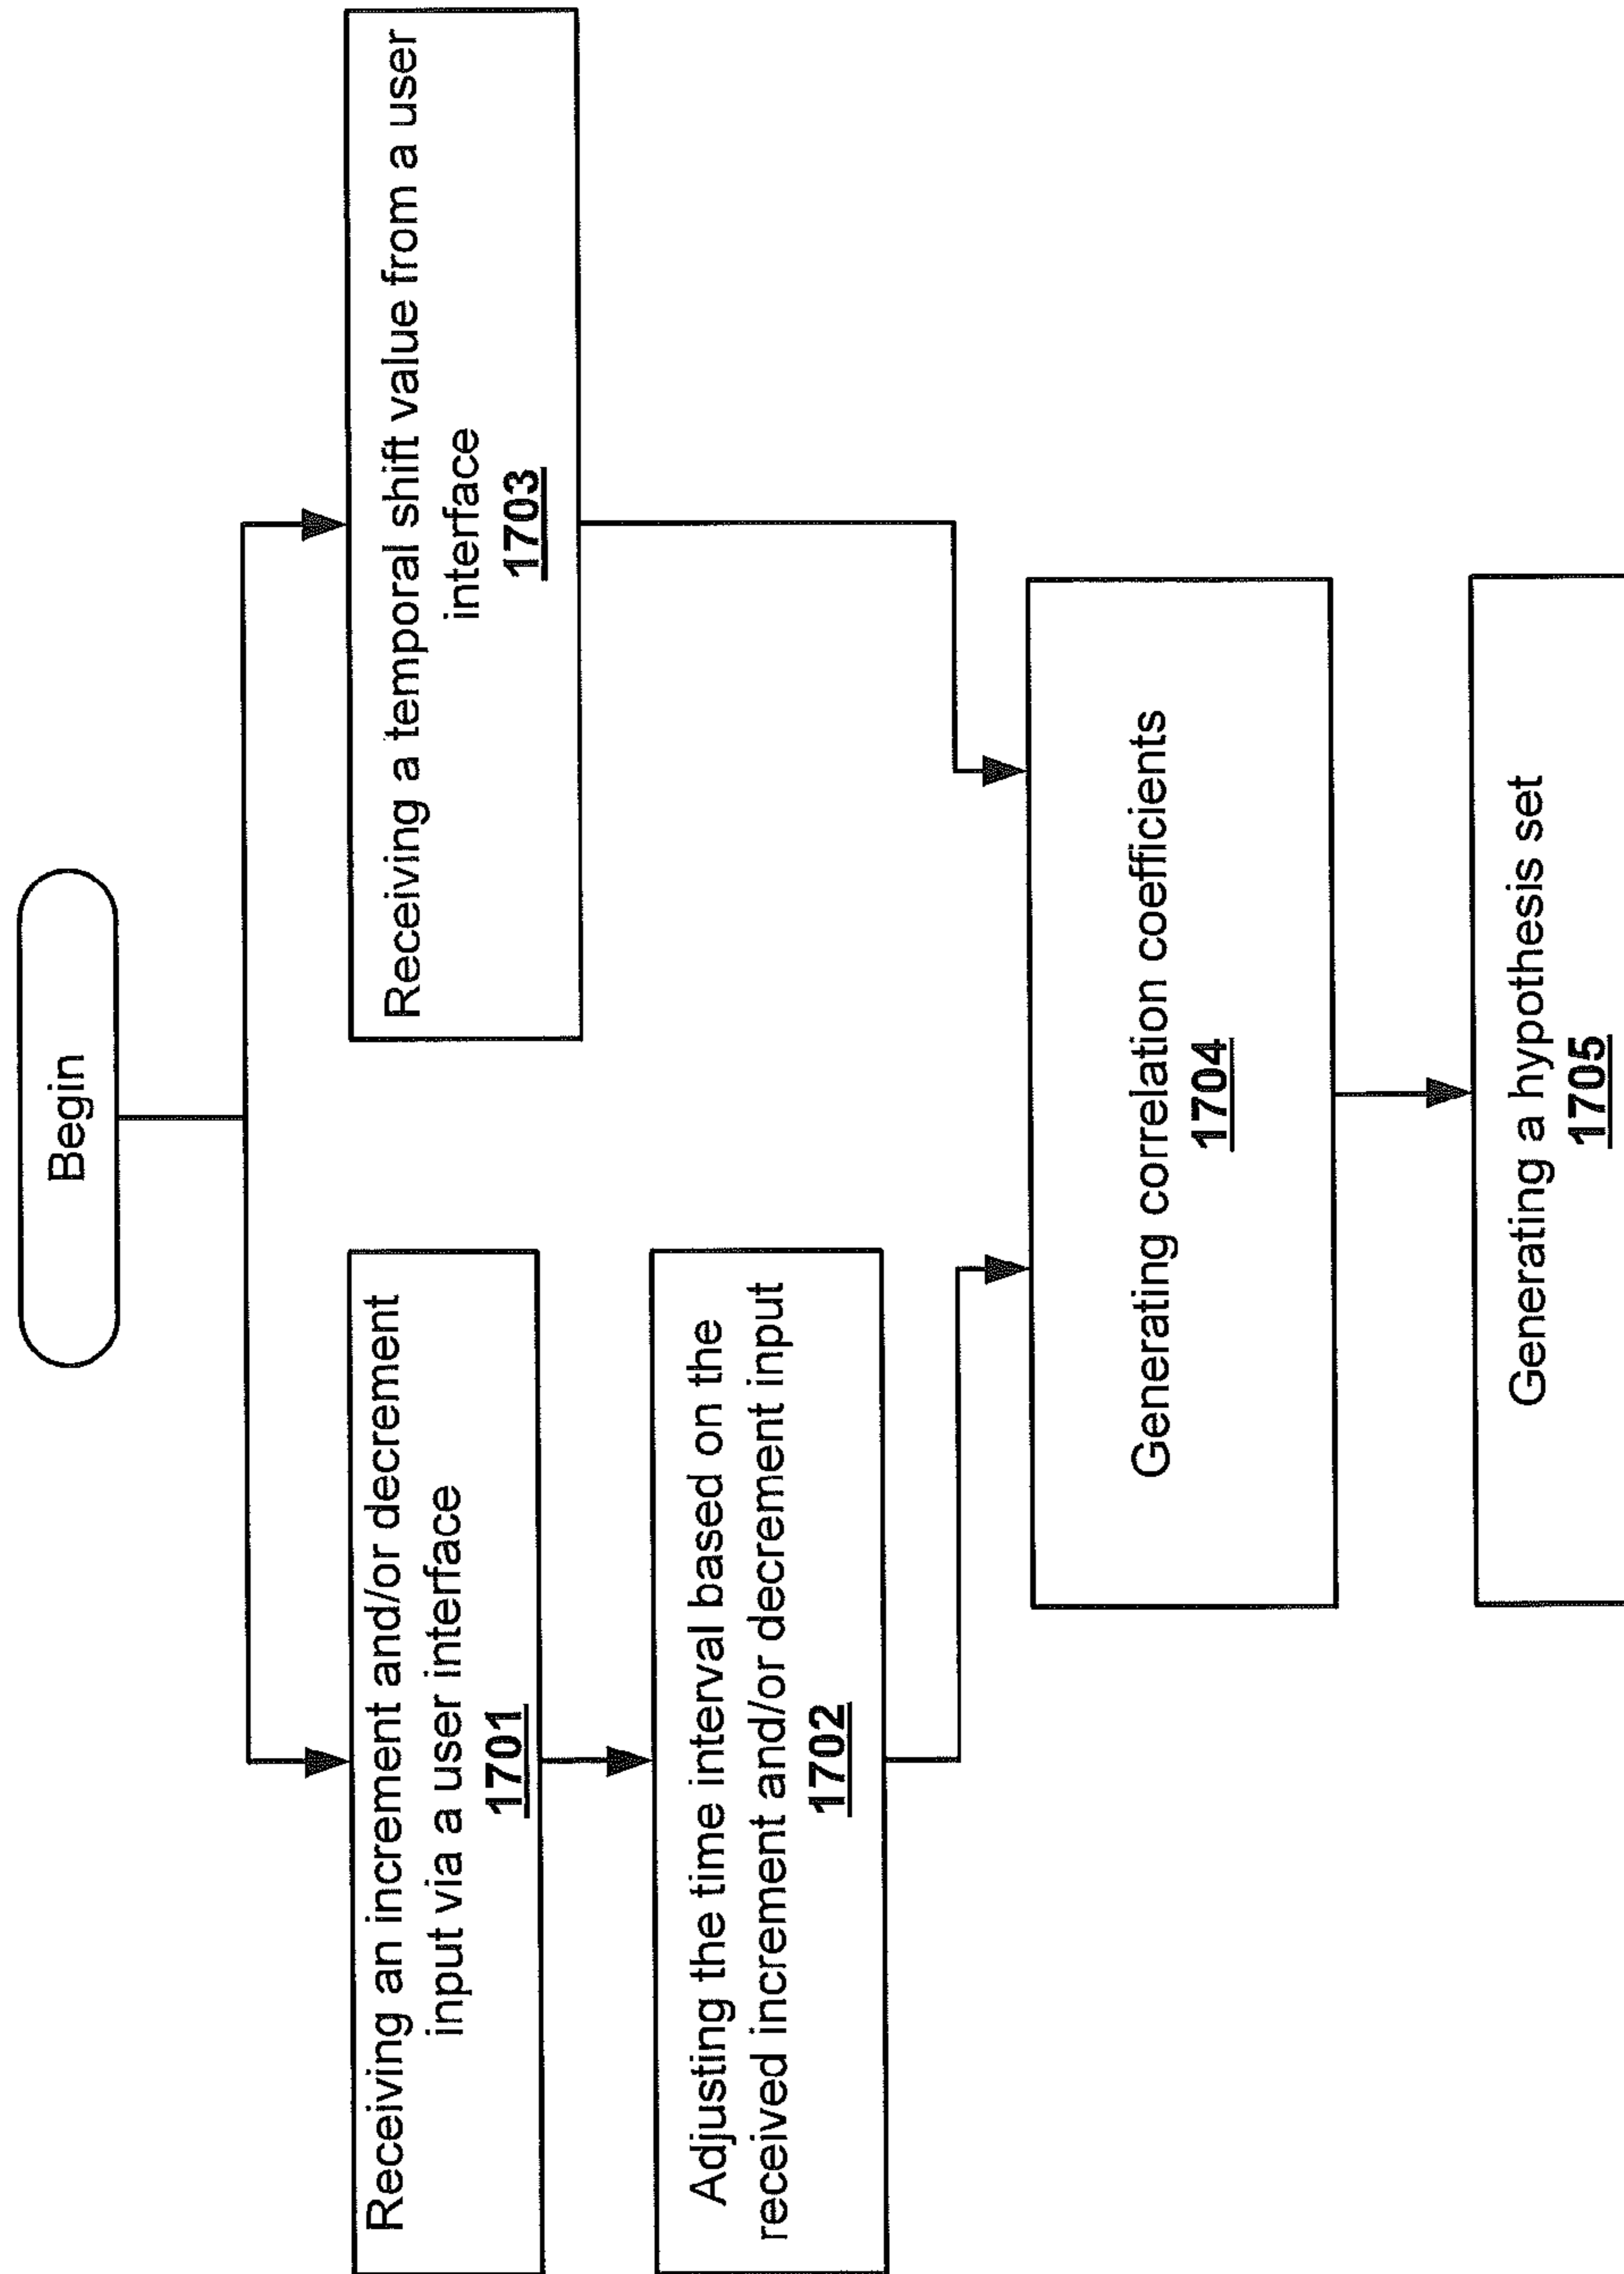 Begin
Receiving an increment and/or decrement
input via a user interface
1701
Adjusting the time interval based on the
received increment and/or decrement input
1702
Receiving a temporal shift value from a user
interface
1703
Generating correlation coefficients
1704
Generating a hypothesis set
1705